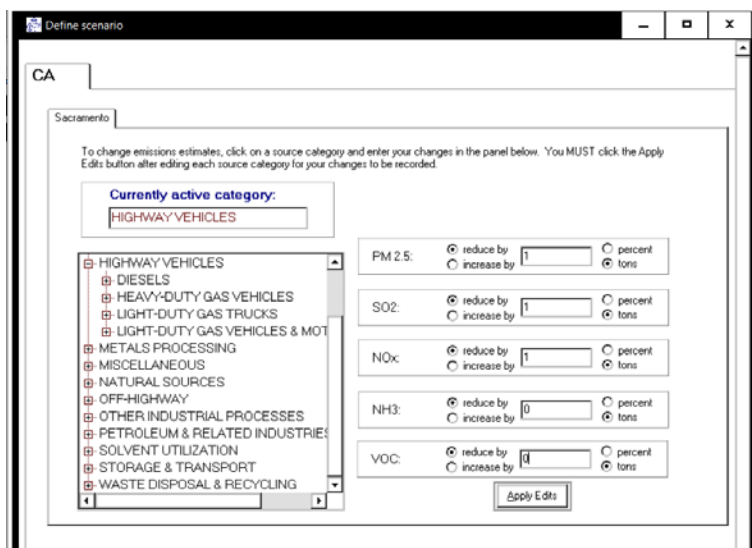 Define scenario
CA
Sacramento
To change emissions estimates, click on a source category and enter your changes in the panel below. You MUST click the Apply
Edits button after editing each source category for your changes to be recorded.
Currently active category:
HIGHWAY VEHICLES
HIGHWAY VEHICLES
DIESELS
HEAVY-DUTY GAS VEHICLES
LIGHT-DUTY GAS TRUCKS
LIGHT-DUTY GAS VEHICLES & MOT
METALS PROCESSING
MISCELLANEOUS
NATURAL SOURCES
OFF-HIGHWAY
OTHER INDUSTRIAL PROCESSES
PETROLEUM & RELATED INDUSTRIES
SOLVENT UTILIZATION
STORAGE & TRANSPORT
WASTE DISPOSAL & RECYCLING
PM 2.5: reduce by 1 percent
increase by tons
SO2: reduce by 1 percent
increase by tons
NOx: reduce by 1 percent
increase by tons
NH3: reduce by 0 percent
increase by tons
VOC: reduce by 0 percent
increase by tons
Apply Edits